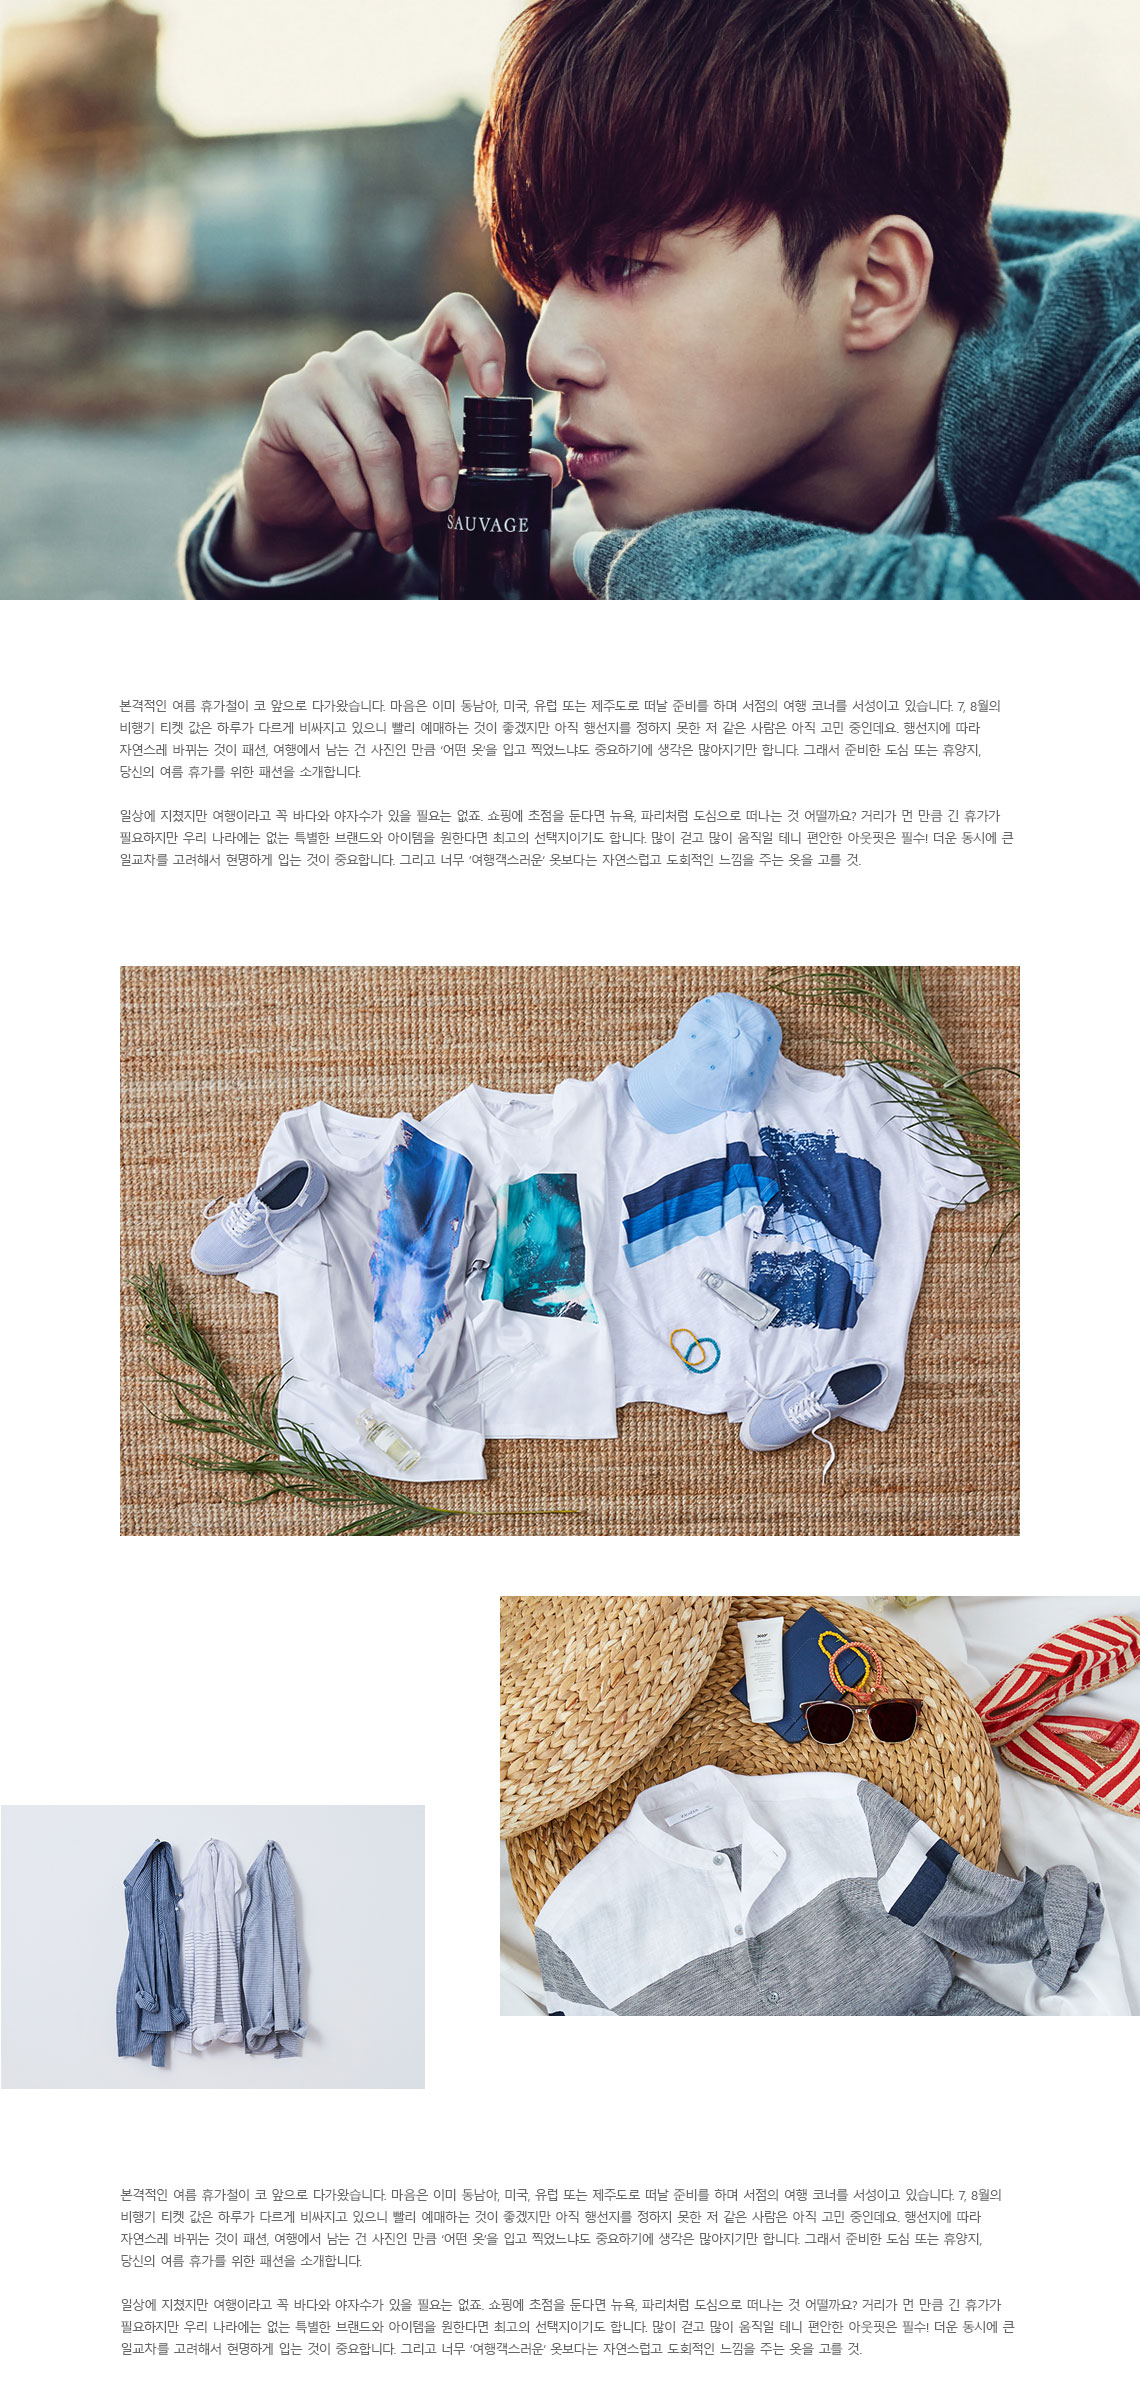 SAUVAGE
본격적인 여름 휴가철이 코 앞으로 다가왔습니다. 마음은 이미 동남아, 미국, 유럽 또는 제주도로 떠날 준비를 하며 서점의 여행 코너를 서성이고 있습니다. 7, 8월의
비행기 티켓 값은 하루가 다르게 비싸지고 있으니 빨리 예매하는 것이 좋겠지만 아직 행선지를 정하지 못한 저 같은 사람은 아직 고민 중인데요. 행선지에 따라
자연스레 바뀌는 것이 패션, 여행에서 남는 건 사진인 만큼 ‘어떤 옷’을 입고 찍었느냐도 중요하기에 생각은 많아지기만 합니다. 그래서 준비한 도심 또는 휴양지,
당신의 여름 휴가를 위한 패션을 소개합니다.
일상에 지쳤지만 여행이라고 꼭 바다와 야자수가 있을 필요는 없죠. 쇼핑에 초점을 둔다면 뉴욕, 파리처럼 도심으로 떠나는 것 어떨까요? 거리가 먼 만큼 긴 휴가가
필요하지만 우리 나라에는 없는 특별한 브랜드와 아이템을 원한다면 최고의 선택지이기도 합니다. 많이 걷고 많이 움직일 테니 편안한 아웃핏은 필수! 더운 동시에 큰
일교차를 고려해서 현명하게 입는 것이 중요합니다. 그리고 너무 ‘여행객스러운’ 옷보다는 자연스럽고 도회적인 느낌을 주는 옷을 고를 것.
본격적인 여름 휴가철이 코 앞으로 다가왔습니다. 마음은 이미 동남아, 미국, 유럽 또는 제주도로 떠날 준비를 하며 서점의 여행 코너를 서성이고 있습니다. 7, 8월의
비행기 티켓 값은 하루가 다르게 비싸지고 있으니 빨리 예매하는 것이 좋겠지만 아직 행선지를 정하지 못한 저 같은 사람은 아직 고민 중인데요. 행선지에 따라
자연스레 바뀌는 것이 패션, 여행에서 남는 건 사진인 만큼 ‘어떤 옷’을 입고 찍었느냐도 중요하기에 생각은 많아지기만 합니다. 그래서 준비한 도심 또는 휴양지,
당신의 여름 휴가를 위한 패션을 소개합니다.
일상에 지쳤지만 여행이라고 꼭 바다와 야자수가 있을 필요는 없죠. 쇼핑에 초점을 둔다면 뉴욕, 파리처럼 도심으로 떠나는 것 어떨까요? 거리가 먼 만큼 긴 휴가가
필요하지만 우리 나라에는 없는 특별한 브랜드와 아이템을 원한다면 최고의 선택지이기도 합니다. 많이 걷고 많이 움직일 테니 편안한 아웃핏은 필수! 더운 동시에 큰
일교차를 고려해서 현명하게 입는 것이 중요합니다. 그리고 너무 ‘여행객스러운’ 옷보다는 자연스럽고 도회적인 느낌을 주는 옷을 고를 것.